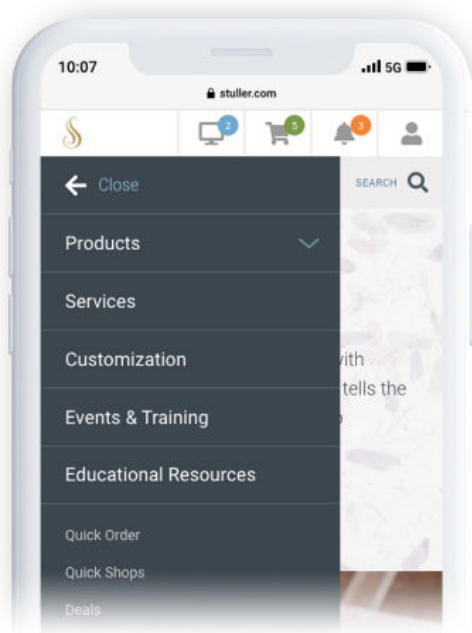 10:07
5G
stuller.com
2
5
3
Close
SEARCH
Products
Services
with
Customization
tells the
Events & Training
Educational Resources
Quick Order
Quick Shops
Deals